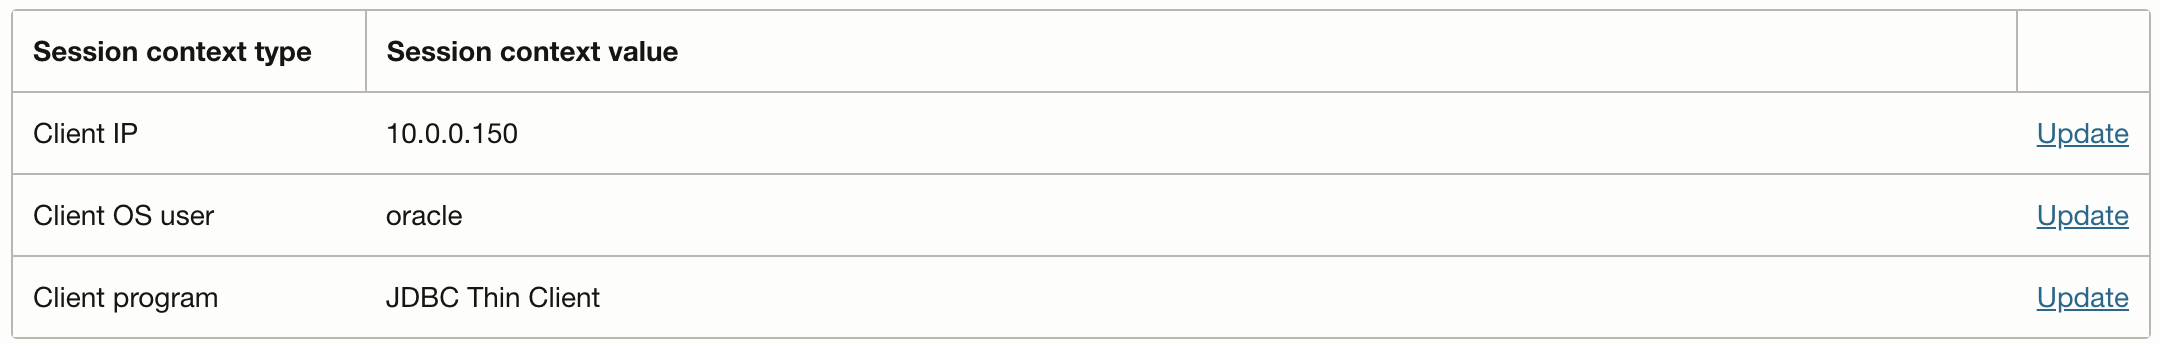 Session context type Session context value
Client IP 10.0.0.150 Update
Client OS user oracle Update
Client program JDBC Thin Client Update